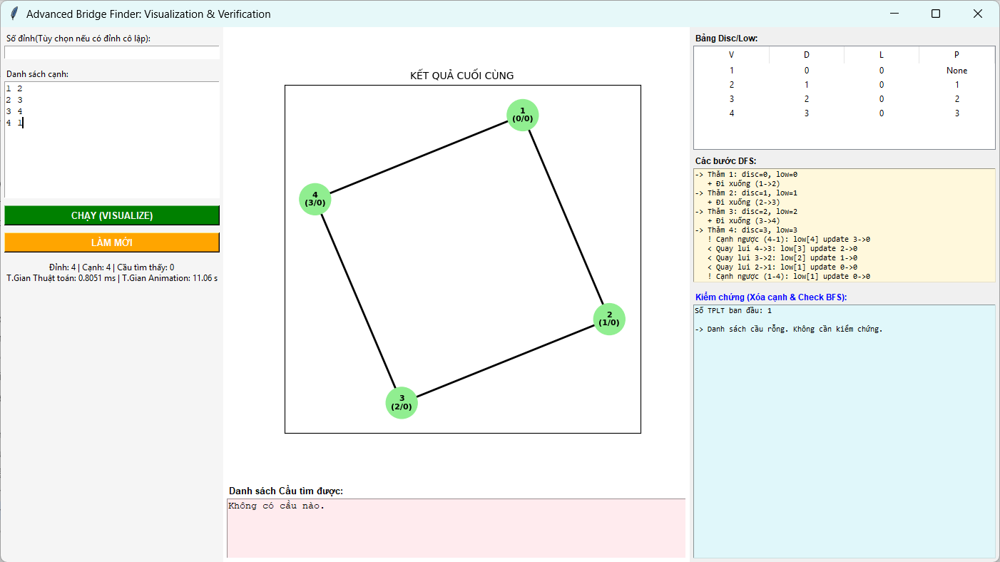 Advanced Bridge Finder: Visualization & Verification
Số đỉnh(Tùy chọn nếu có đỉnh cô lập):
Danh sách cạnh:
1 2
2 3
3 4
4 1
CHẠY (VISUALIZE)
LÀM MỚI
Đỉnh: 4 | Cạnh: 4 | Cầu tìm thấy: 0
T.Gian Thuật toán: 0.8051 ms | T.Gian Animation: 11.06 s
KẾT QUẢ CUỐI CÙNG
1
(0/0)
4
(3/0)
2
(1/0)
3
(2/0)
Danh sách Cầu tìm được:
Không có cầu nào.
Bảng Disc/Low:
V D L P
1 0 0 None
2 1 0 1
3 2 0 2
4 3 0 3
Các bước DFS:
-> Thăm 1: disc=0, low=0
+ Đi xuống (1->2)
-> Thăm 2: disc=1, low=1
+ Đi xuống (2->3)
-> Thăm 3: disc=2, low=2
+ Đi xuống (3->4)
-> Thăm 4: disc=3, low=3
! Cạnh ngược (4-1): low[4] update 3->0
< Quay lui 4->3: low[3] update 2->0
< Quay lui 3->2: low[2] update 1->0
< Quay lui 2->1: low[1] update 0->0
! Cạnh ngược (1-4): low[1] update 0->0
Kiểm chứng (Xóa cạnh & Check BFS):
Số TPLT ban đầu: 1
-> Danh sách cầu rỗng. Không cần kiểm chứng.